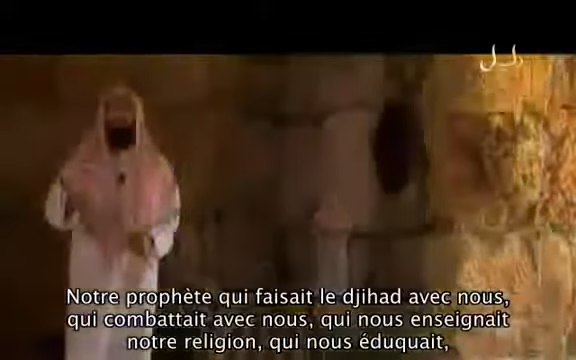 Notre prophète qui faisait le djihad avec nous,
qui combattait avec nous, qui nous enseignait
notre religion, qui nous éduquait,